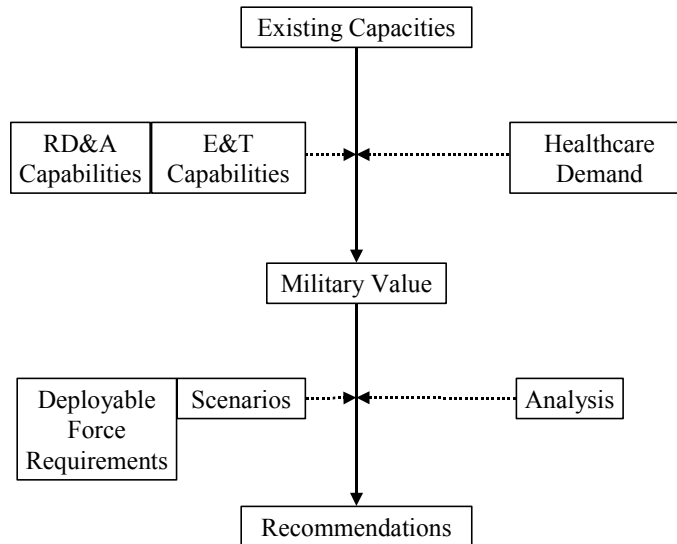 Existing Capacities
RD&A
Capabilities
E&T
Capabilities
Healthcare
Demand
Military Value
Deployable
Force
Requirements
Scenarios
Analysis
Recommendations